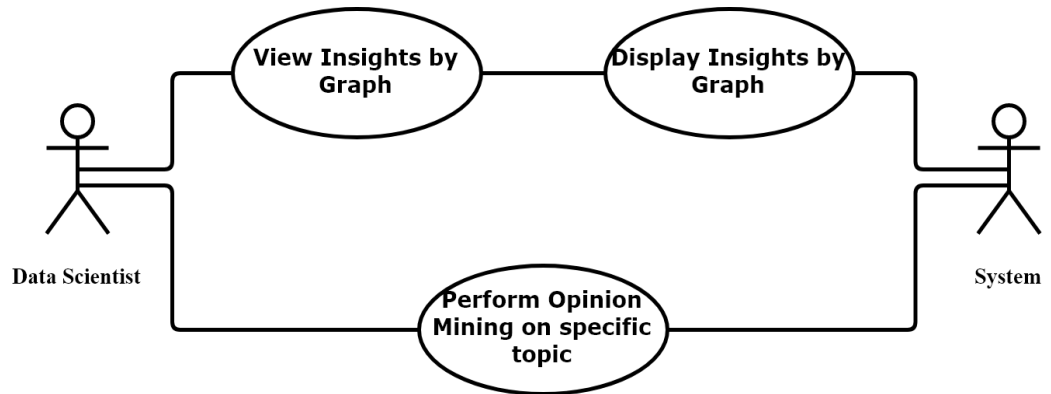 View Insights by
Graph
Display Insights by
Graph
Data Scientist
System
Perform Opinion
Mining on specific
topic